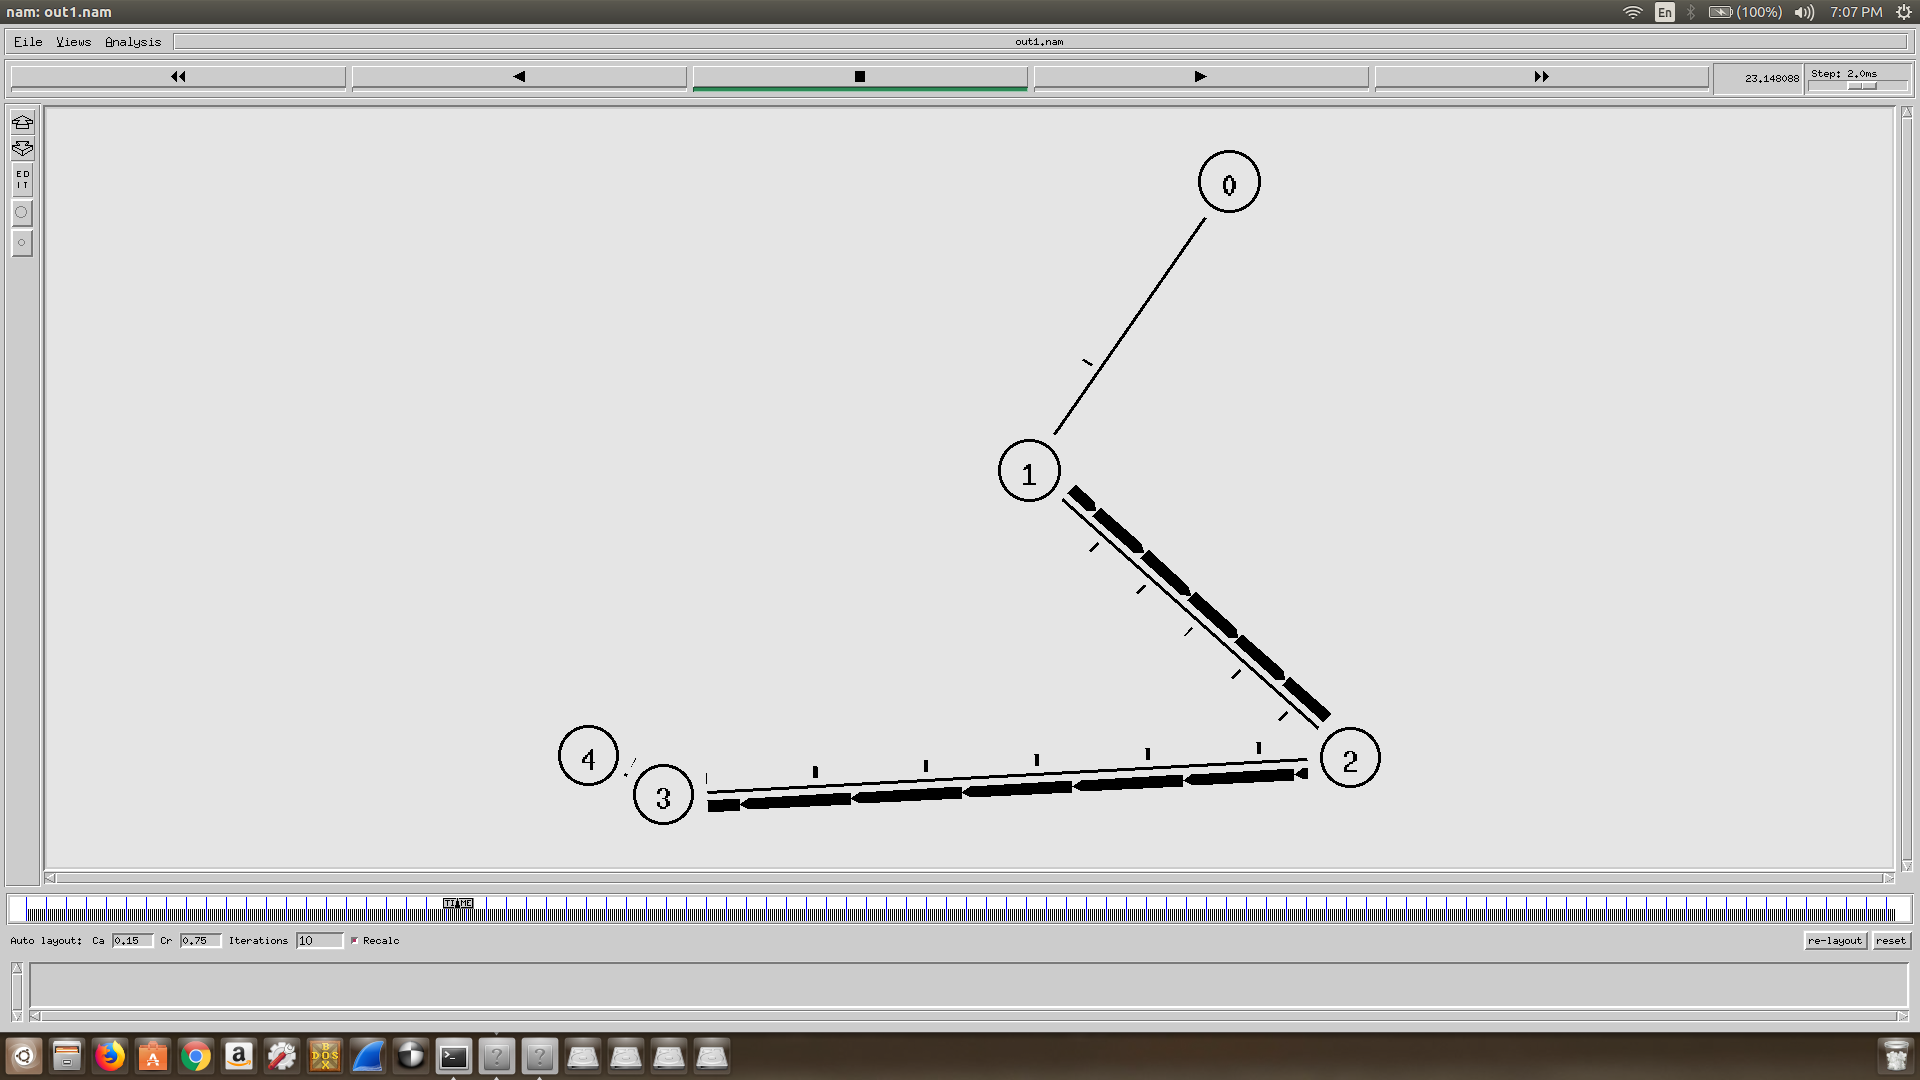 nam: out1.nam
En
(100%)
7:07 PM
File Views Analysis
out1.nam
23.148088
Step: 2.0ms
ED
IT
0
1
2
3
4
TIME
Auto layout: Ca 0.15 Cr 0.75 Iterations 10 Recalc
re-layout reset
A
a
B
DOS
X
>_
?
?